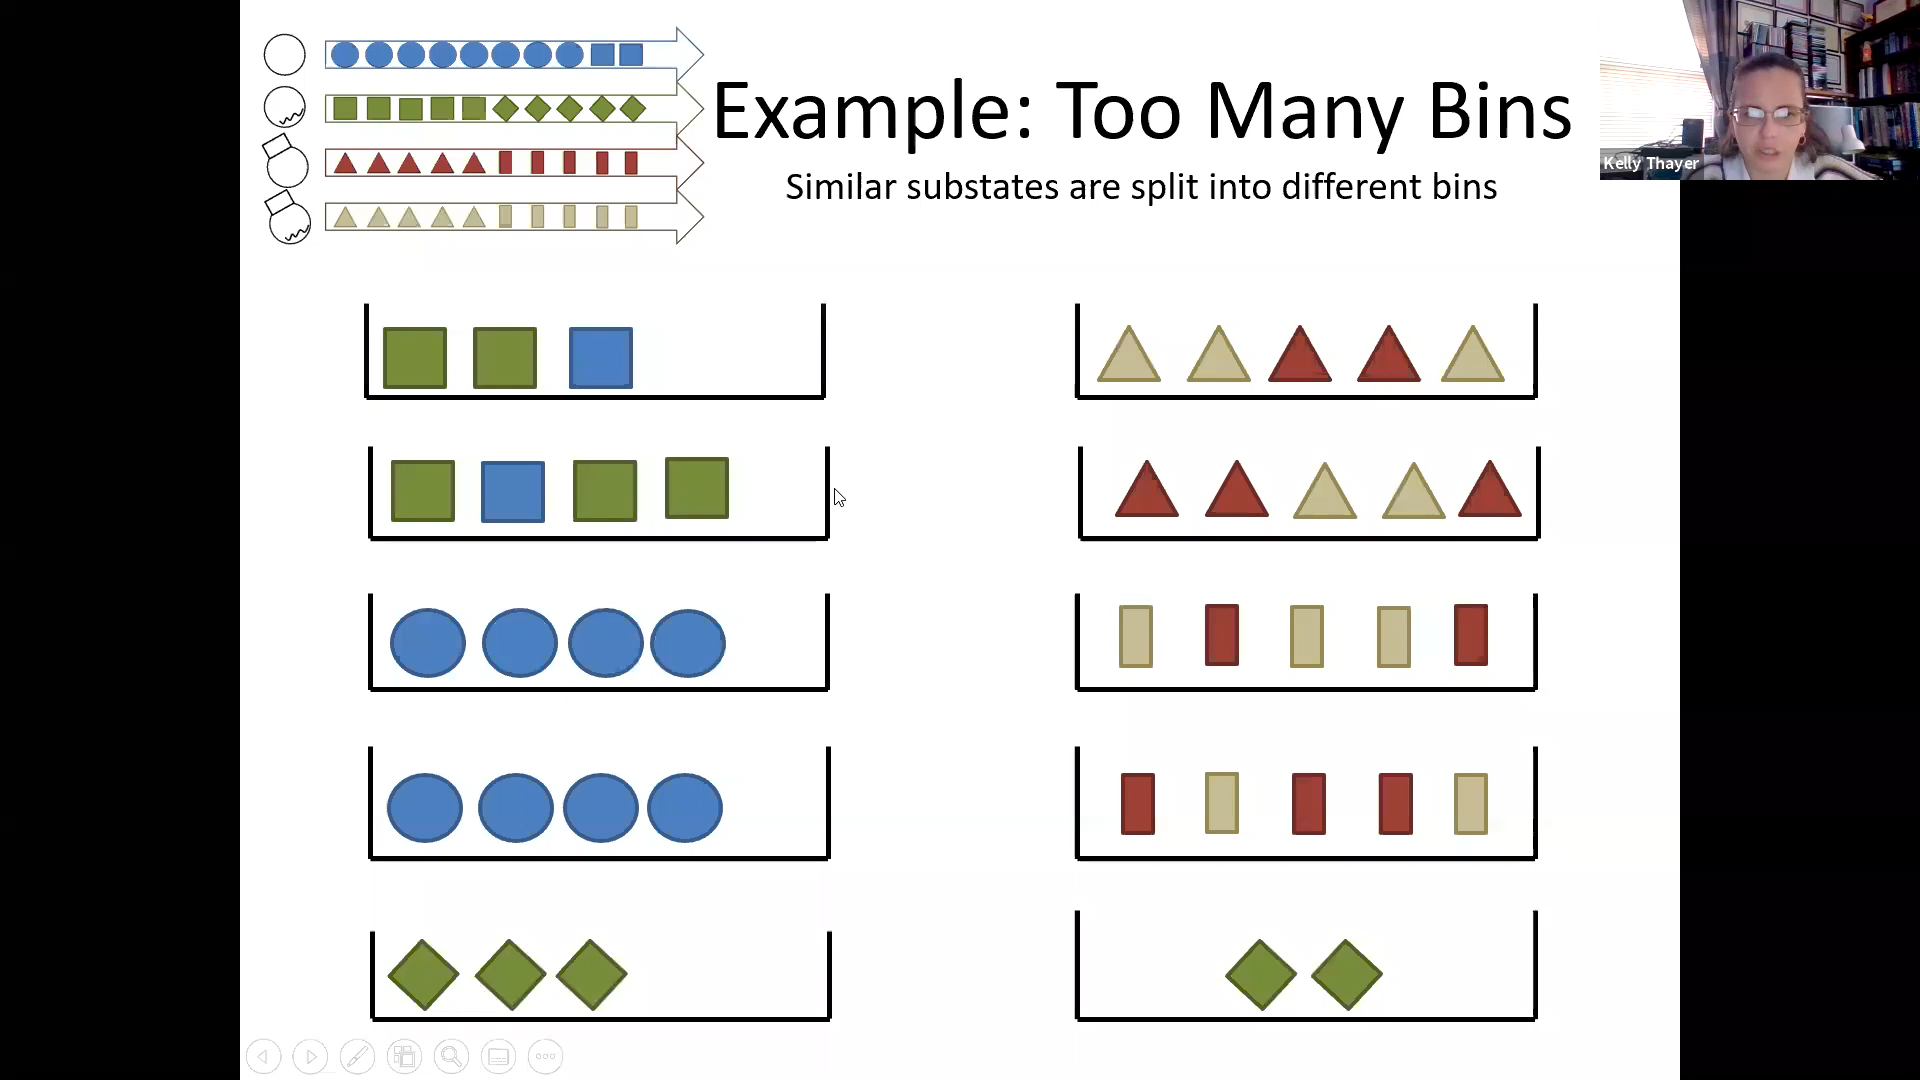 Example: Too Many Bins
Similar substates are split into different bins
Kelly Thayer